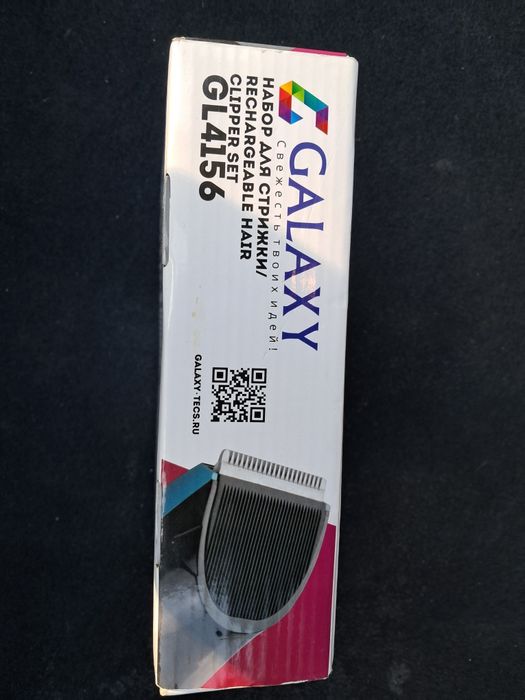 GALAXY
Свежесть твоих идей!
НАБОР ДЛЯ СТРИЖКИ/
RECHARGEABLE HAIR
CLIPPER SET
GL4156
GALAXY-TECS.RU